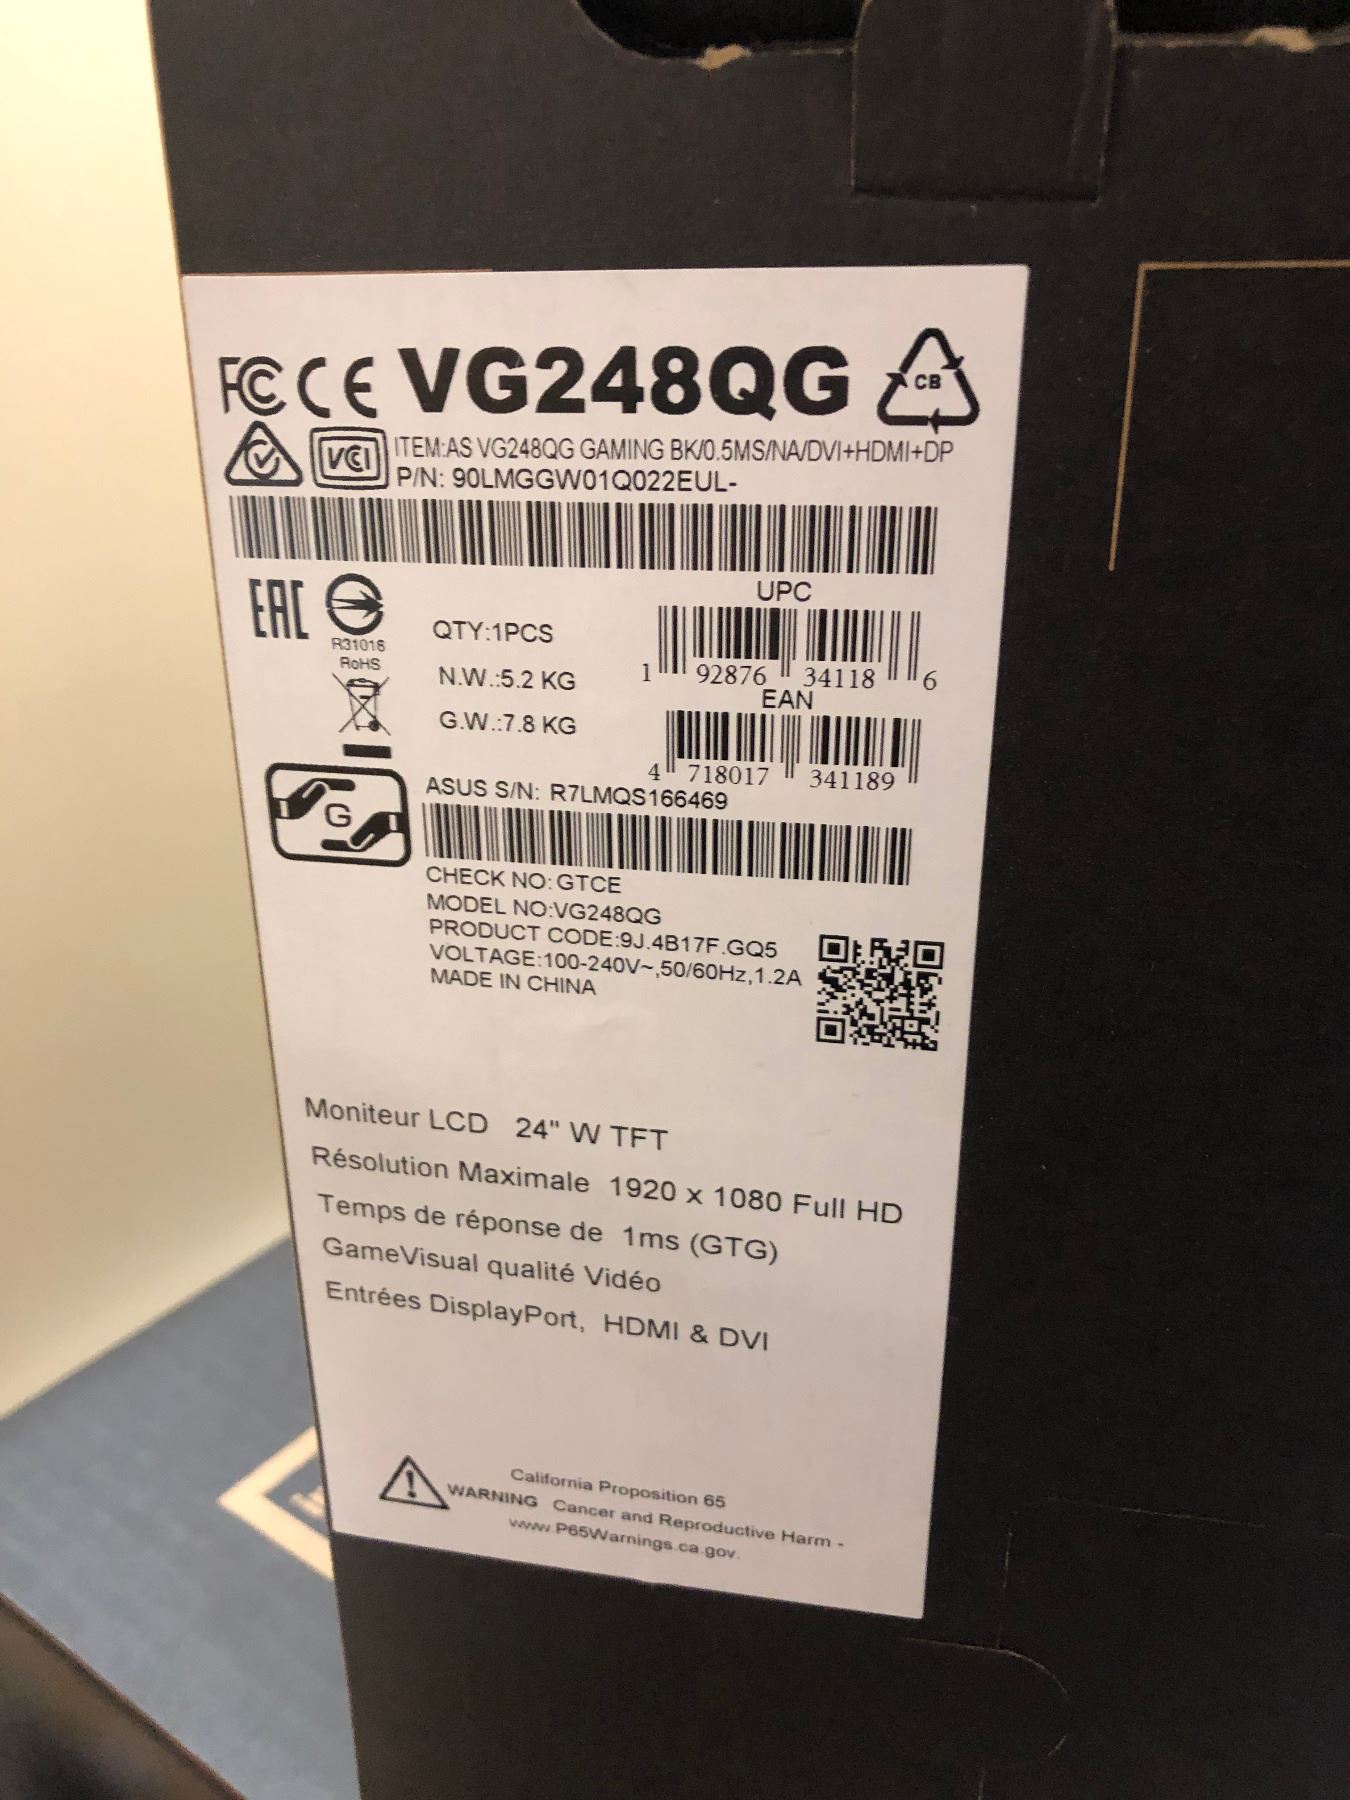 FC CE VG248QG CB
VCI ITEM:AS VG248QG GAMING BK/0.5MS/NA/DVI+HDMI+DP
P/N: 90LMGGW01Q022EUL-
UPC
EAC
R31018
RoHS
QTY:1PCS
1 92876 34118 6
N.W.:5.2 KG
EAN
G.W.:7.8 KG
4 718017 341189
ASUS S/N: R7LMQS166469
G
CHECK NO:GTCE
MODEL NO:VG248QG
PRODUCT CODE:9J.4B17F.GQ5
VOLTAGE:100-240V~,50/60Hz,1.2A
MADE IN CHINA
Moniteur LCD 24" W TFT
Résolution Maximale 1920 x 1080 Full HD
Temps de réponse de 1ms (GTG)
GameVisual qualité Vidéo
Entrées DisplayPort, HDMI & DVI
California Proposition 65
WARNING Cancer and Reproductive Harm -
www.P65Warnings.ca.gov.